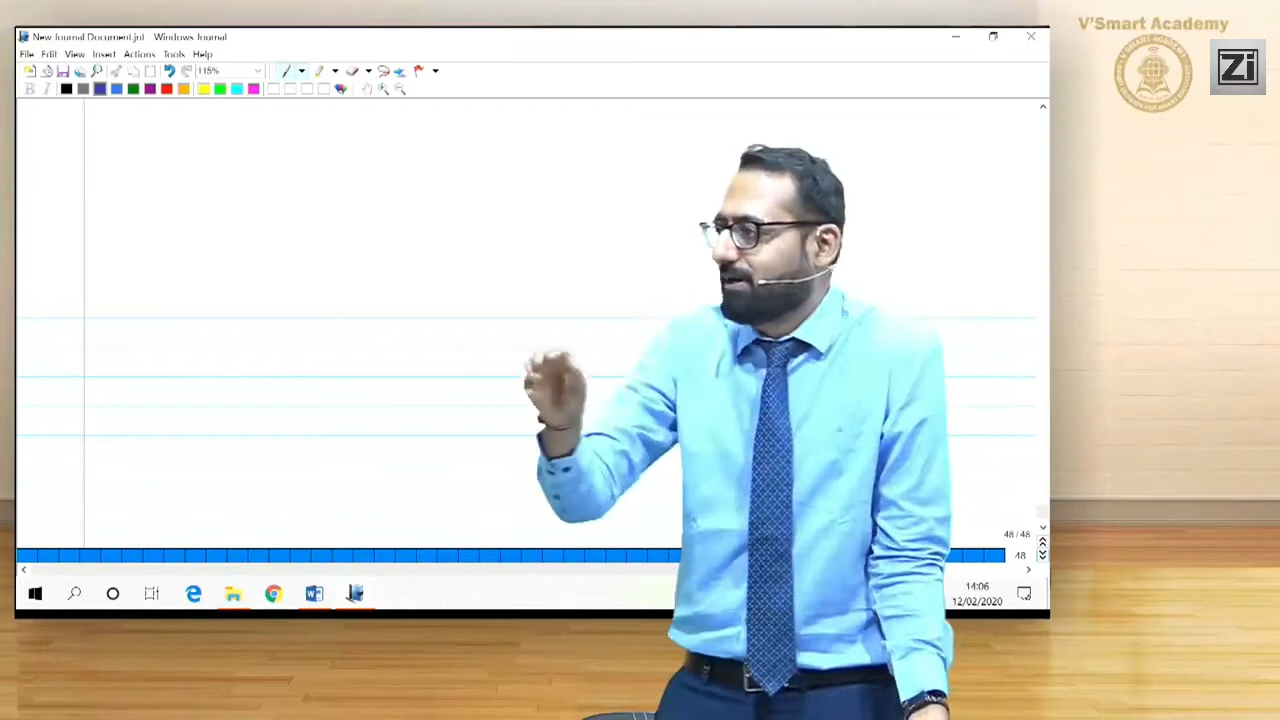 V'Smart Academy
New Journal Document.jnt - Windows Journal
File Edit View Insert Actions Tools Help
Zi
115%
B I
48 / 48
48
14:06
12/02/2020